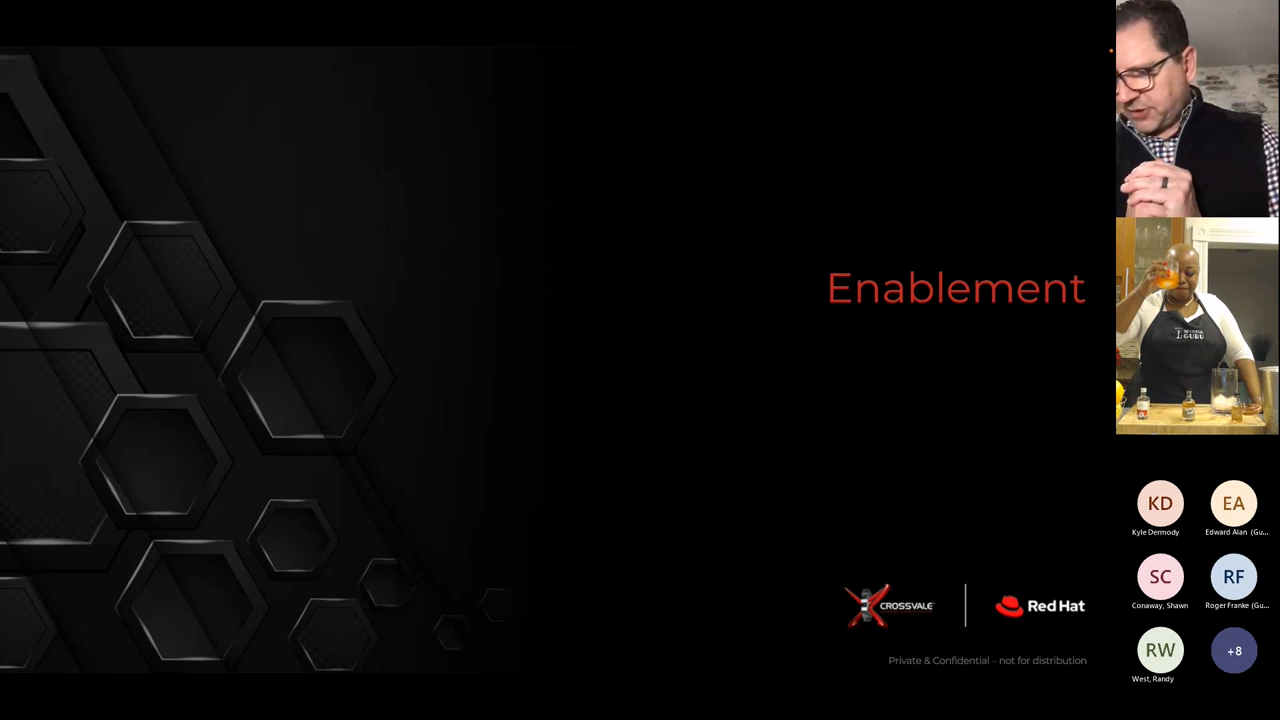 Enablement
CROSSVALE
Red Hat
Private & Confidential – not for distribution
GURU
KD
EA
Kyle Dermody
Edward Alan (Gu...
SC
RF
Conaway, Shawn
Roger Franke (Gu...
RW
+8
West, Randy